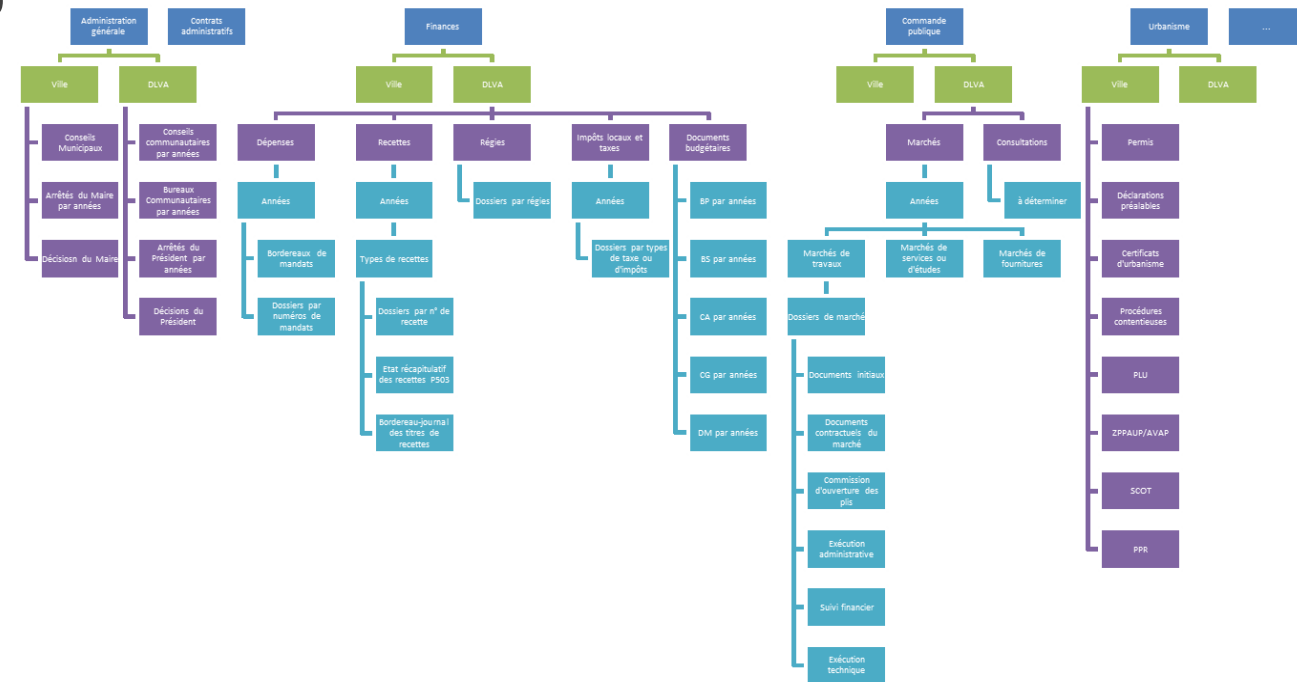 Administration
générale
Contrats
administratifs
Finances
Commande
publique
Urbanisme
...
Ville
DLVA
Ville
DLVA
Ville
DLVA
Ville
DLVA
Conseils
Municipaux
Arrêtés du Maire
par années
Décisiosn du Maire
Conseils
communautaires
par années
Bureaux
Communautaires
par années
Arrêtés du
Président par
années
Décisions du
Président
Dépenses
Années
Bordereaux de
mandats
Dossiers par
numéros de
mandats
Recettes
Années
Types de recettes
Dossiers par n° de
recette
Etat récapitulatif
des recettes P503
Bordereau-journal
des titres de
recettes
Régies
Dossiers par régies
Impôts locaux et
taxes
Années
Dossiers par types
de taxe ou
d'impôts
Documents
budgétaires
BP par années
BS par années
CA par années
CG par années
DM par années
Marchés
Années
Marchés de
travaux
Dossiers de marché
Documents initiaux
Documents
contractuels du
marché
Commission
d'ouverture des
plis
Exécution
administrative
Suivi financier
Exécution
technique
Marchés de
services ou
d'études
Marchés de
fournitures
Consultations
à déterminer
Permis
Déclarations
préalables
Certificats
d'urbanisme
Procédures
contentieuses
PLU
ZPPAUP/AVAP
SCOT
PPR